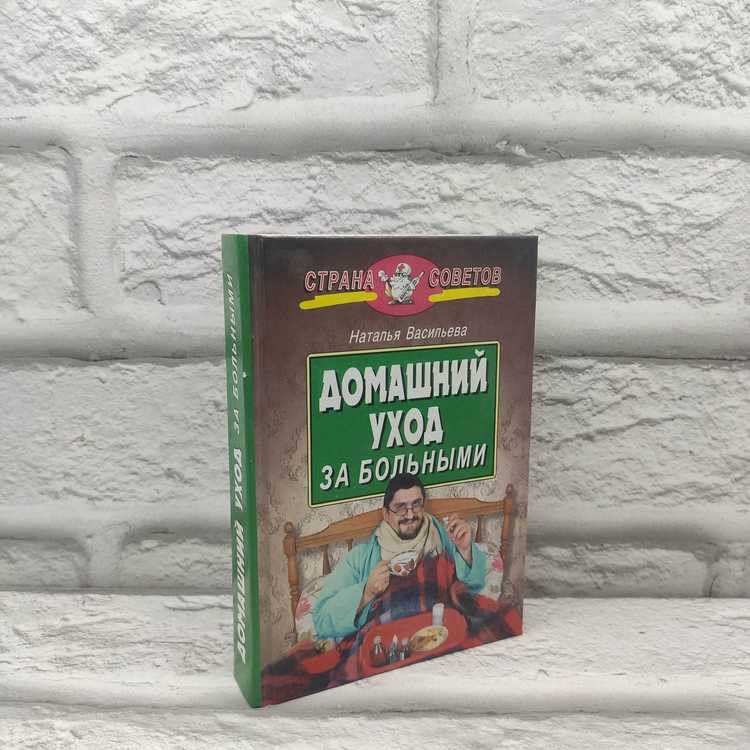 СТРАНА СОВЕТОВ
Наталья Васильева
ДОМАШНИЙ
УХОД
ЗА БОЛЬНЫМИ
ДОМАШНИЙ УХОД ЗА БОЛЬНЫМИ